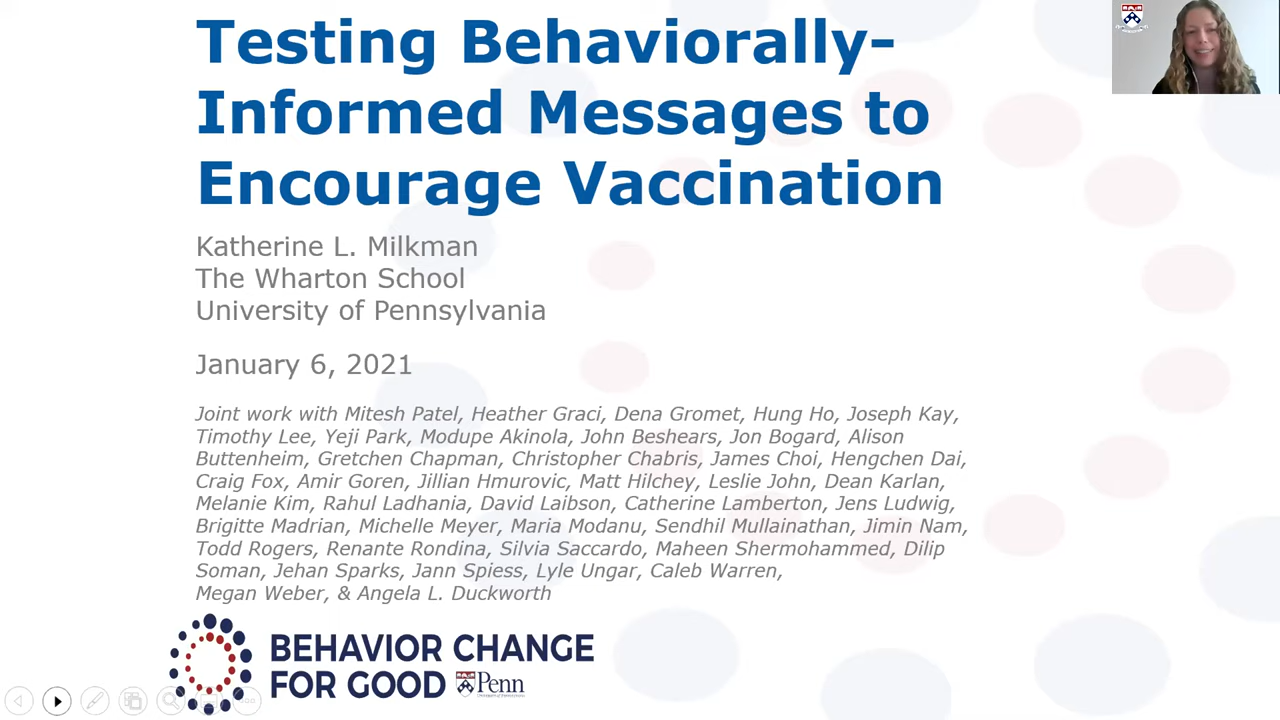 Testing Behaviorally-
Informed Messages to
Encourage Vaccination
Katherine L. Milkman
The Wharton School
University of Pennsylvania
January 6, 2021
Joint work with Mitesh Patel, Heather Graci, Dena Gromet, Hung Ho, Joseph Kay,
Timothy Lee, Yeji Park, Modupe Akinola, John Beshears, Jon Bogard, Alison
Buttenheim, Gretchen Chapman, Christopher Chabris, James Choi, Hengchen Dai,
Craig Fox, Amir Goren, Jillian Hmurovic, Matt Hilchey, Leslie John, Dean Karlan,
Melanie Kim, Rahul Ladhania, David Laibson, Catherine Lamberton, Jens Ludwig,
Brigitte Madrian, Michelle Meyer, Maria Modanu, Sendhil Mullainathan, Jimin Nam,
Todd Rogers, Renante Rondina, Silvia Saccardo, Maheen Shermohammed, Dilip
Soman, Jehan Sparks, Jann Spiess, Lyle Ungar, Caleb Warren,
Megan Weber, & Angela L. Duckworth
BEHAVIOR CHANGE
FOR GOOD Penn